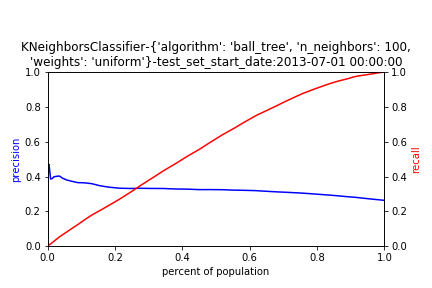 KNeighborsClassifier-{'algorithm': 'ball_tree', 'n_neighbors': 100,
'weights': 'uniform'}-test_set_start_date:2013-07-01 00:00:00
1.0
0.8
0.6
0.4
0.2
0.0
precision
1.0
0.8
0.6
0.4
0.2
0.0
recall
0.0 0.2 0.4 0.6 0.8 1.0
percent of population